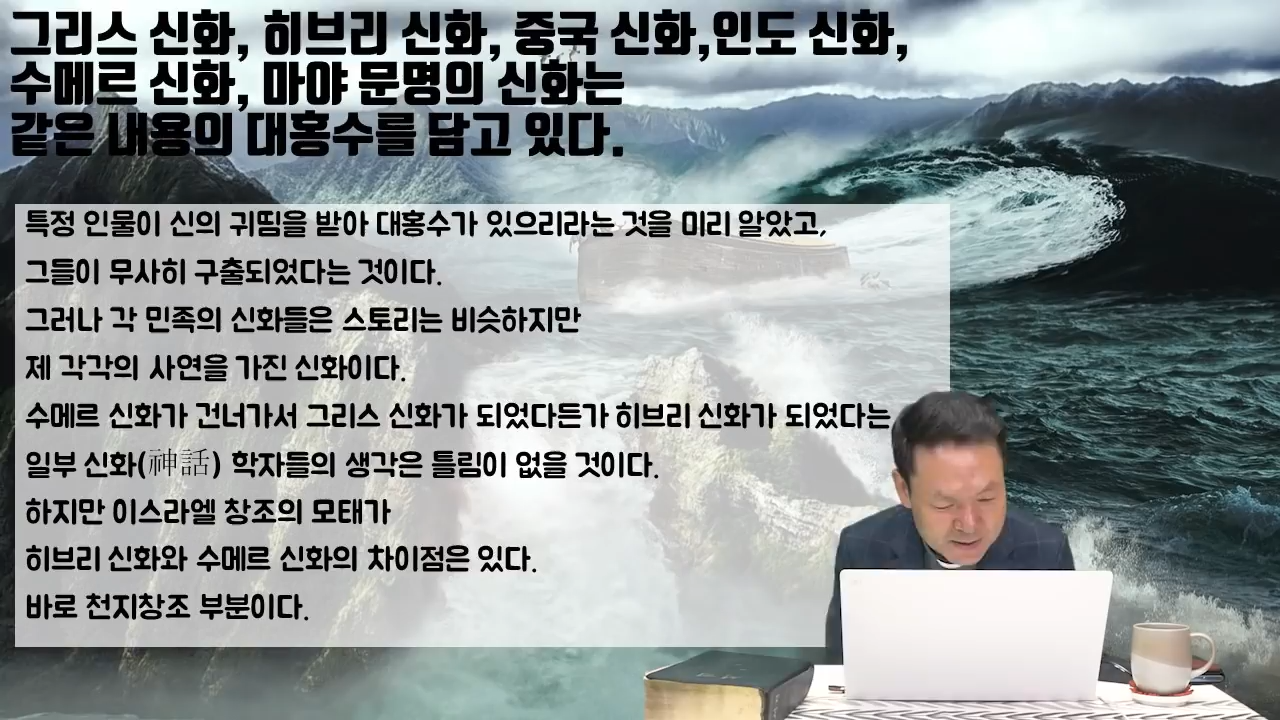 그리스 신화, 히브리 신화, 중국 신화,인도 신화,
수메르 신화, 마야 문명의 신화는
같은 내용의 대홍수를 담고 있다.
특정 인물이 신의 귀띔을 받아 대홍수가 있으리라는 것을 미리 알았고,
그들이 무사히 구출되었다는 것이다.
그러나 각 민족의 신화들은 스토리는 비슷하지만
제 각각의 사연을 가진 신화이다.
수메르 신화가 건너가서 그리스 신화가 되었다든가 히브리 신화가 되었다는
일부 신화(神話) 학자들의 생각은 틀림이 없을 것이다.
하지만 이스라엘 창조의 모태가
히브리 신화와 수메르 신화의 차이점은 있다.
바로 천지창조 부분이다.